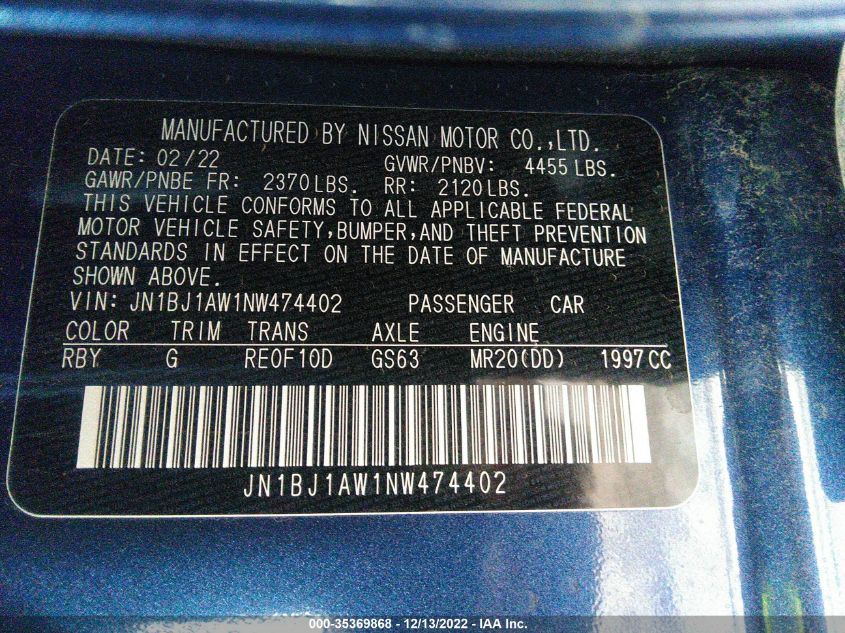 MANUFACTURED BY NISSAN MOTOR CO.,LTD.
DATE: 02/22 GVWR/PNBV: 4455 LBS.
GAWR/PNBE FR: 2370 LBS. RR: 2120 LBS.
THIS VEHICLE CONFORMS TO ALL APPLICABLE FEDERAL
MOTOR VEHICLE SAFETY,BUMPER,AND THEFT PREVENTION
STANDARDS IN EFFECT ON THE DATE OF MANUFACTURE
SHOWN ABOVE.
VIN: JN1BJ1AW1NW474402 PASSENGER CAR
COLOR TRIM TRANS AXLE ENGINE
RBY G RE0F10D GS63 MR20(DD) 1997CC
JN1BJ1AW1NW474402
000-35369868 - 12/13/2022 - IAA Inc.